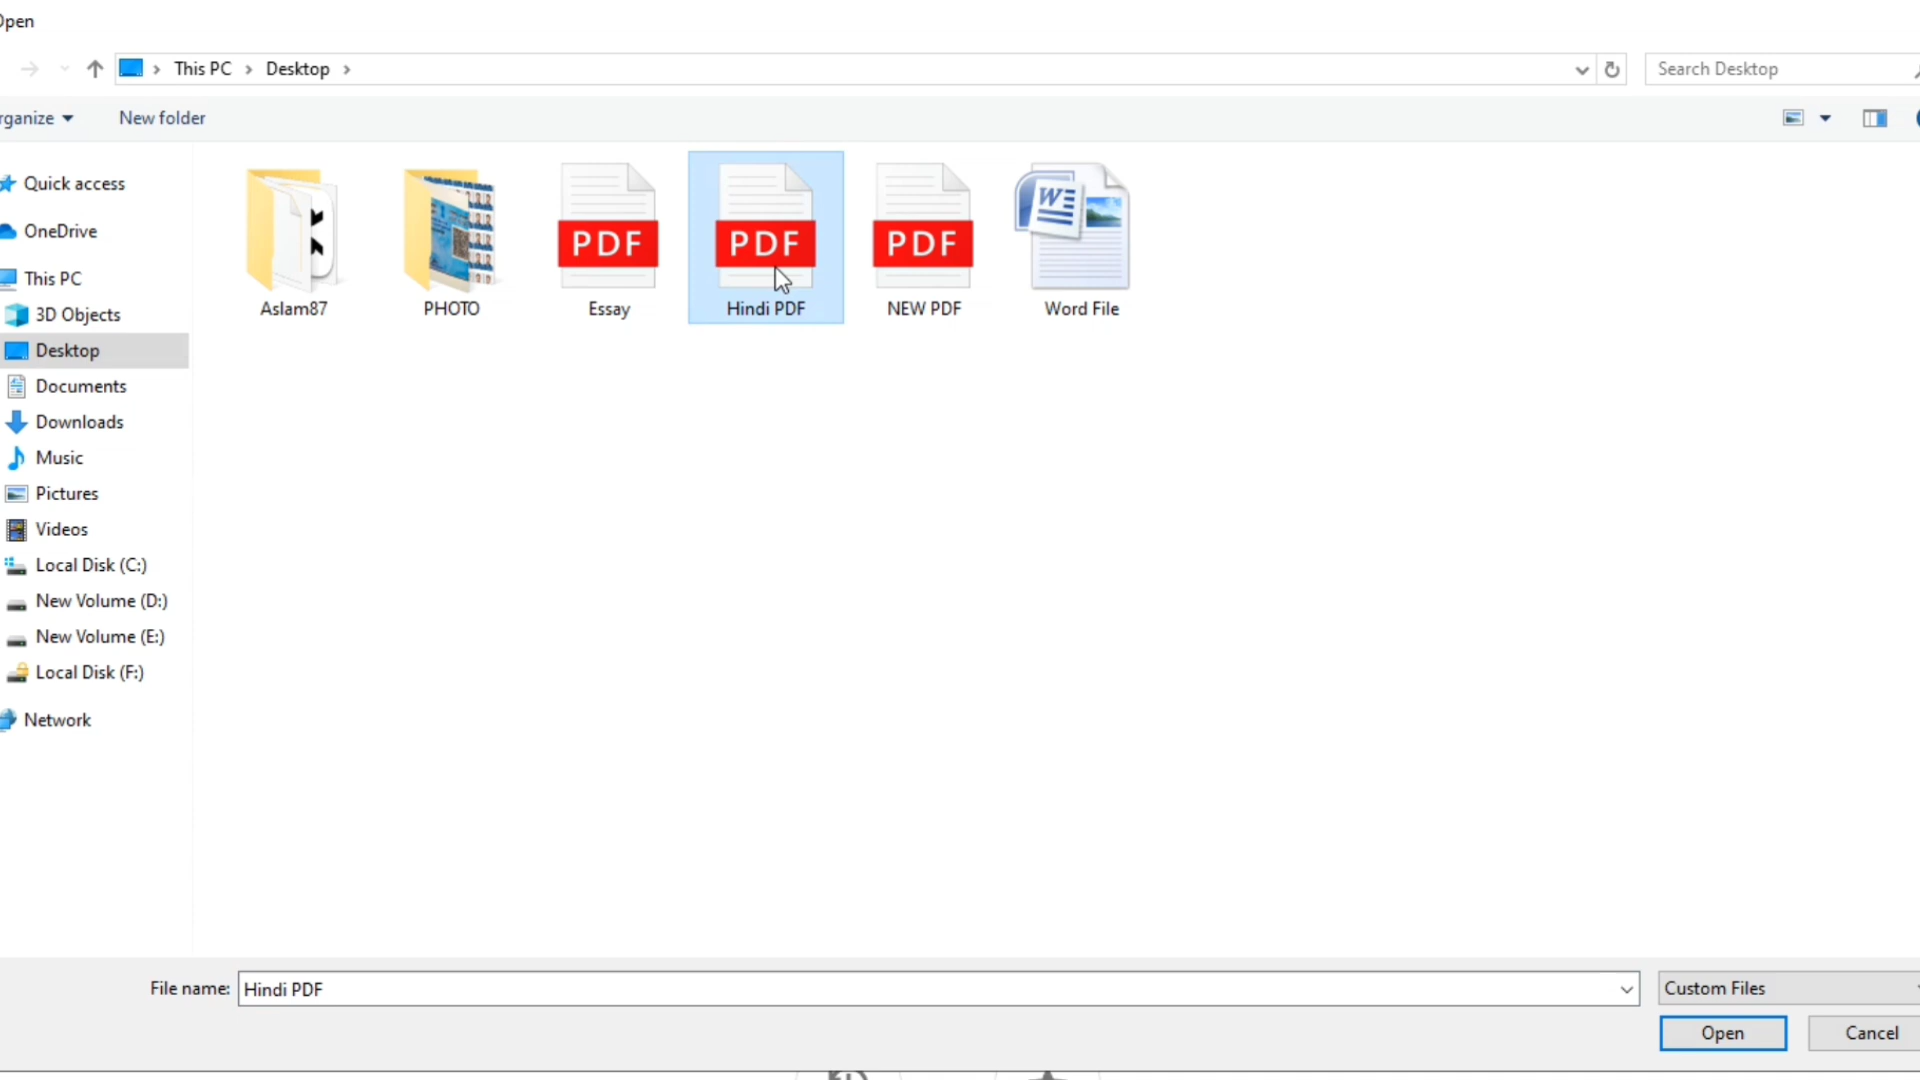 Open
This PC > Desktop >
Search Desktop
rganize
New folder
Quick access
OneDrive
This PC
3D Objects
Desktop
Documents
Downloads
Music
Pictures
Videos
Local Disk (C:)
New Volume (D:)
New Volume (E:)
Local Disk (F:)
Network
PDF PDF PDF W
Aslam87 PHOTO Essay Hindi PDF NEW PDF Word File
File name: Hindi PDF
Custom Files
Open Cancel